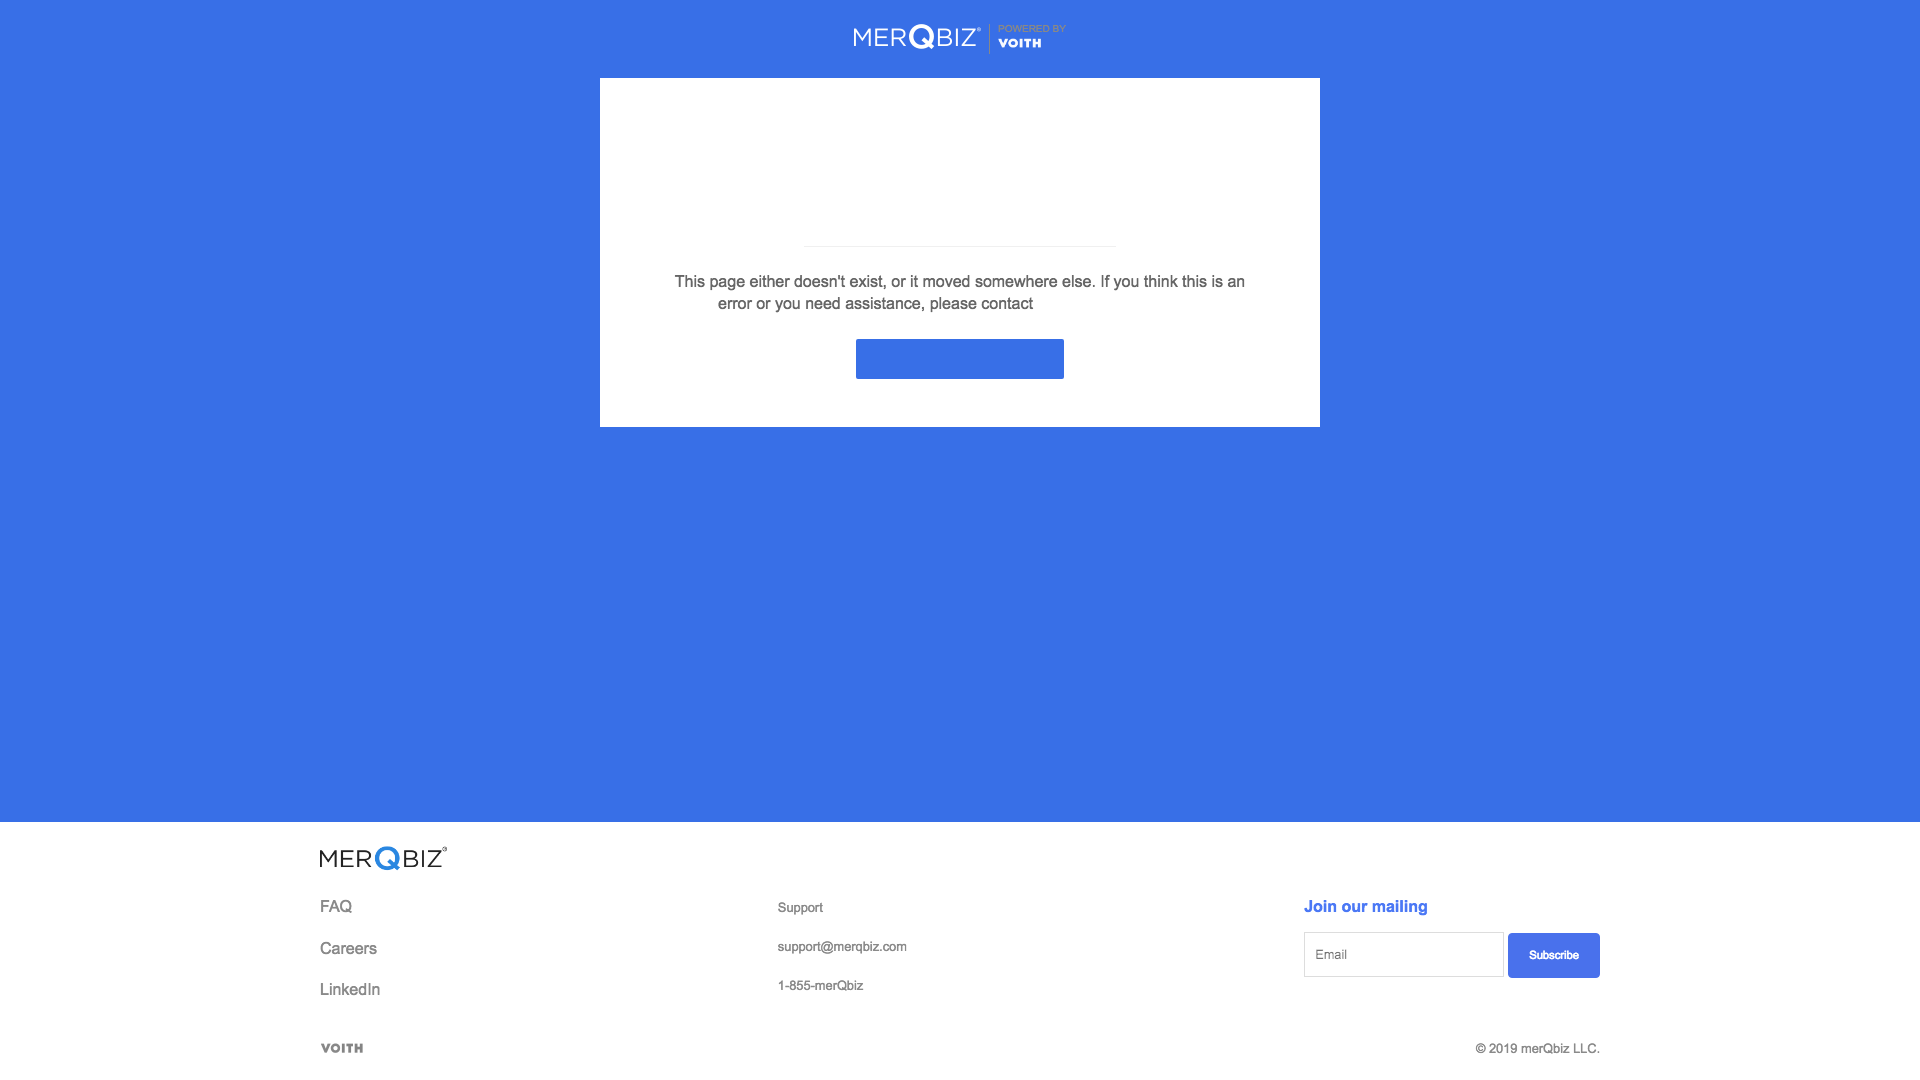 MERQBIZ® POWERED BY
VOITH
This page either doesn't exist, or it moved somewhere else. If you think this is an
error or you need assistance, please contact
MERQBIZ®
FAQ
Support
Join our mailing
Careers
support@merqbiz.com
Email
Subscribe
LinkedIn
1-855-merQbiz
VOITH
© 2019 merQbiz LLC.